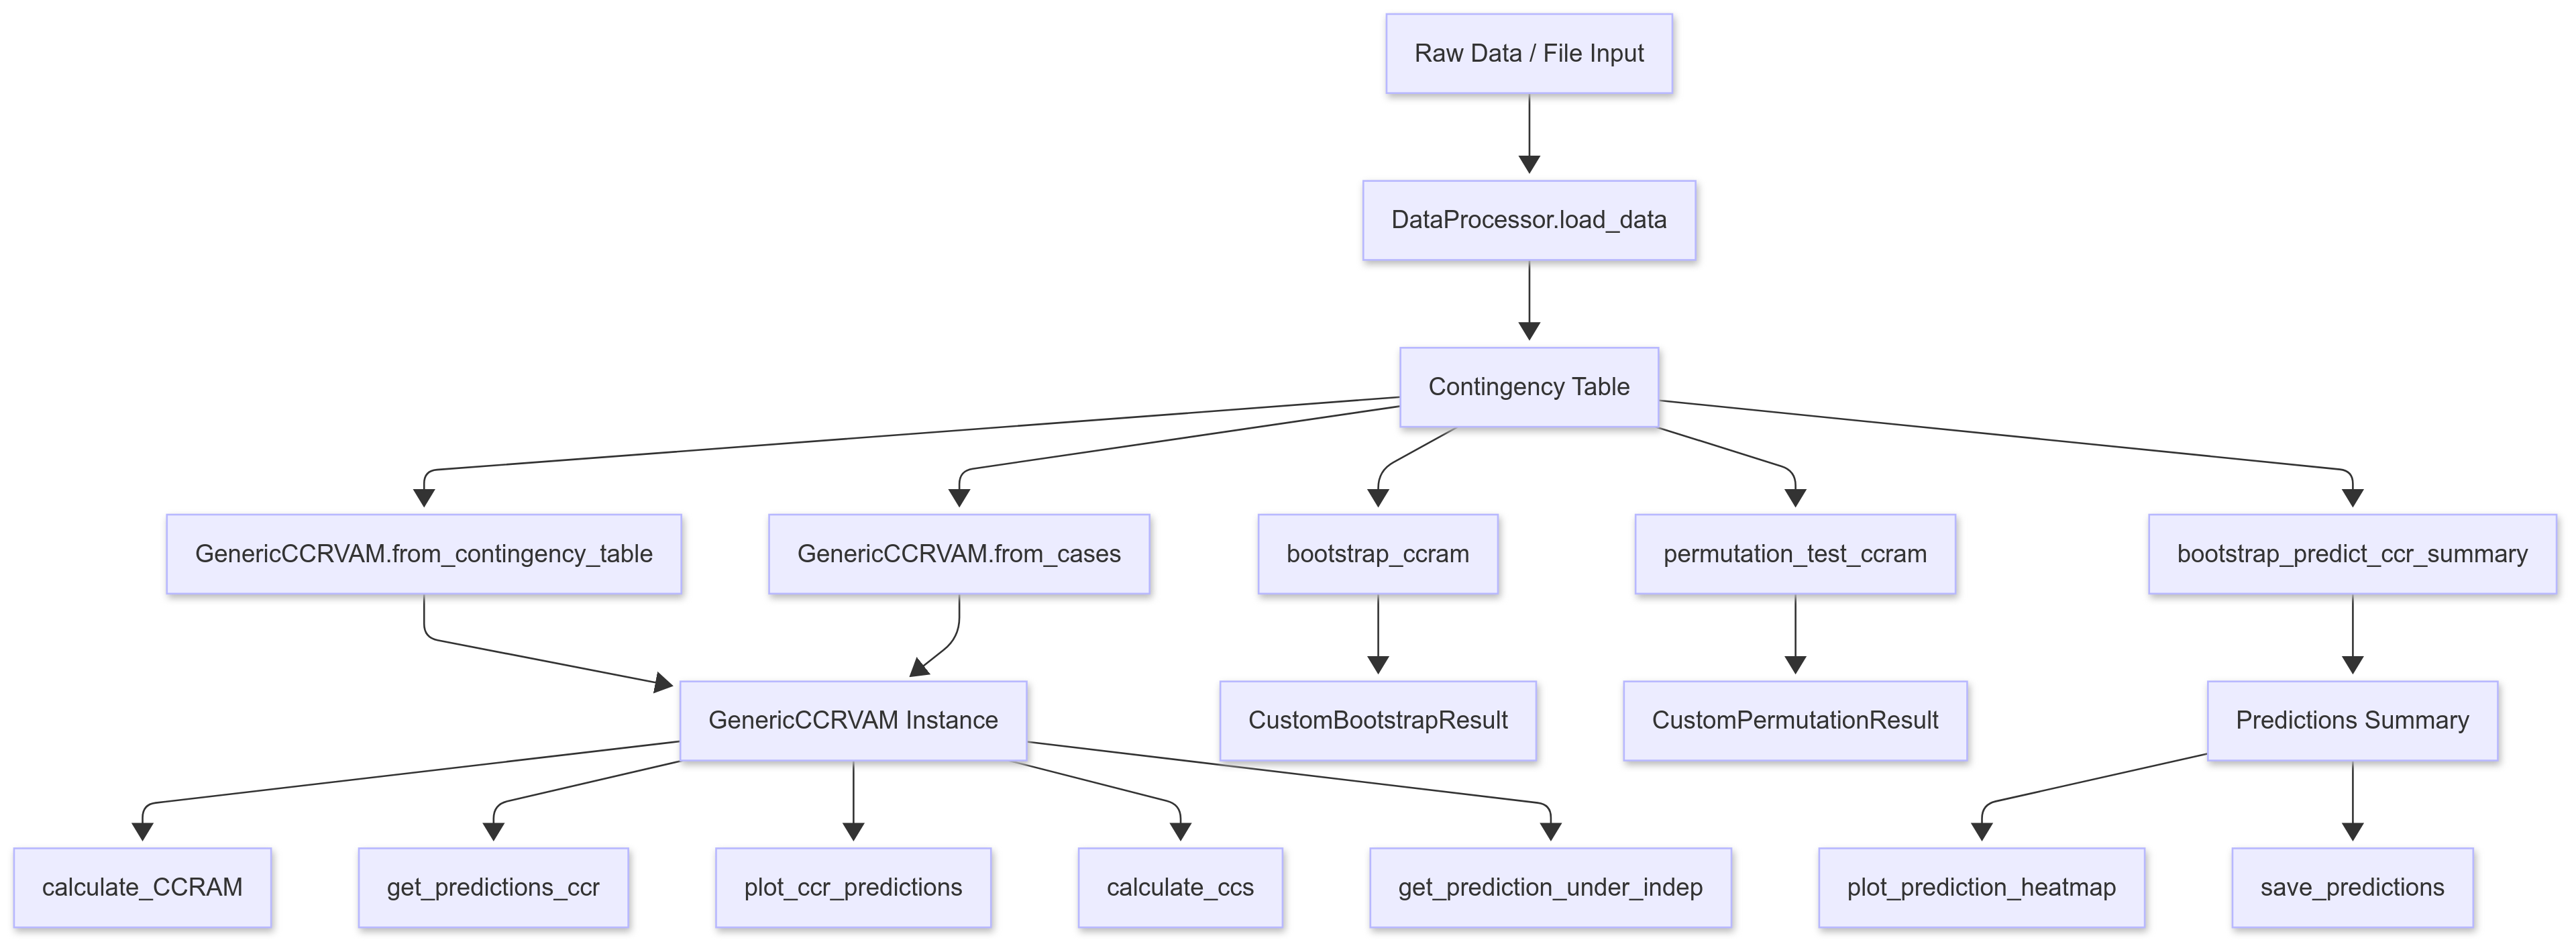 Raw Data / File Input
DataProcessor.load_data
Contingency Table
GenericCCRVAM.from_contingency_table
GenericCCRVAM.from_cases
bootstrap_ccram
permutation_test_ccram
bootstrap_predict_ccr_summary
GenericCCRVAM Instance
CustomBootstrapResult
CustomPermutationResult
Predictions Summary
calculate_CCRAM
get_predictions_ccr
plot_ccr_predictions
calculate_ccs
get_prediction_under_indep
plot_prediction_heatmap
save_predictions